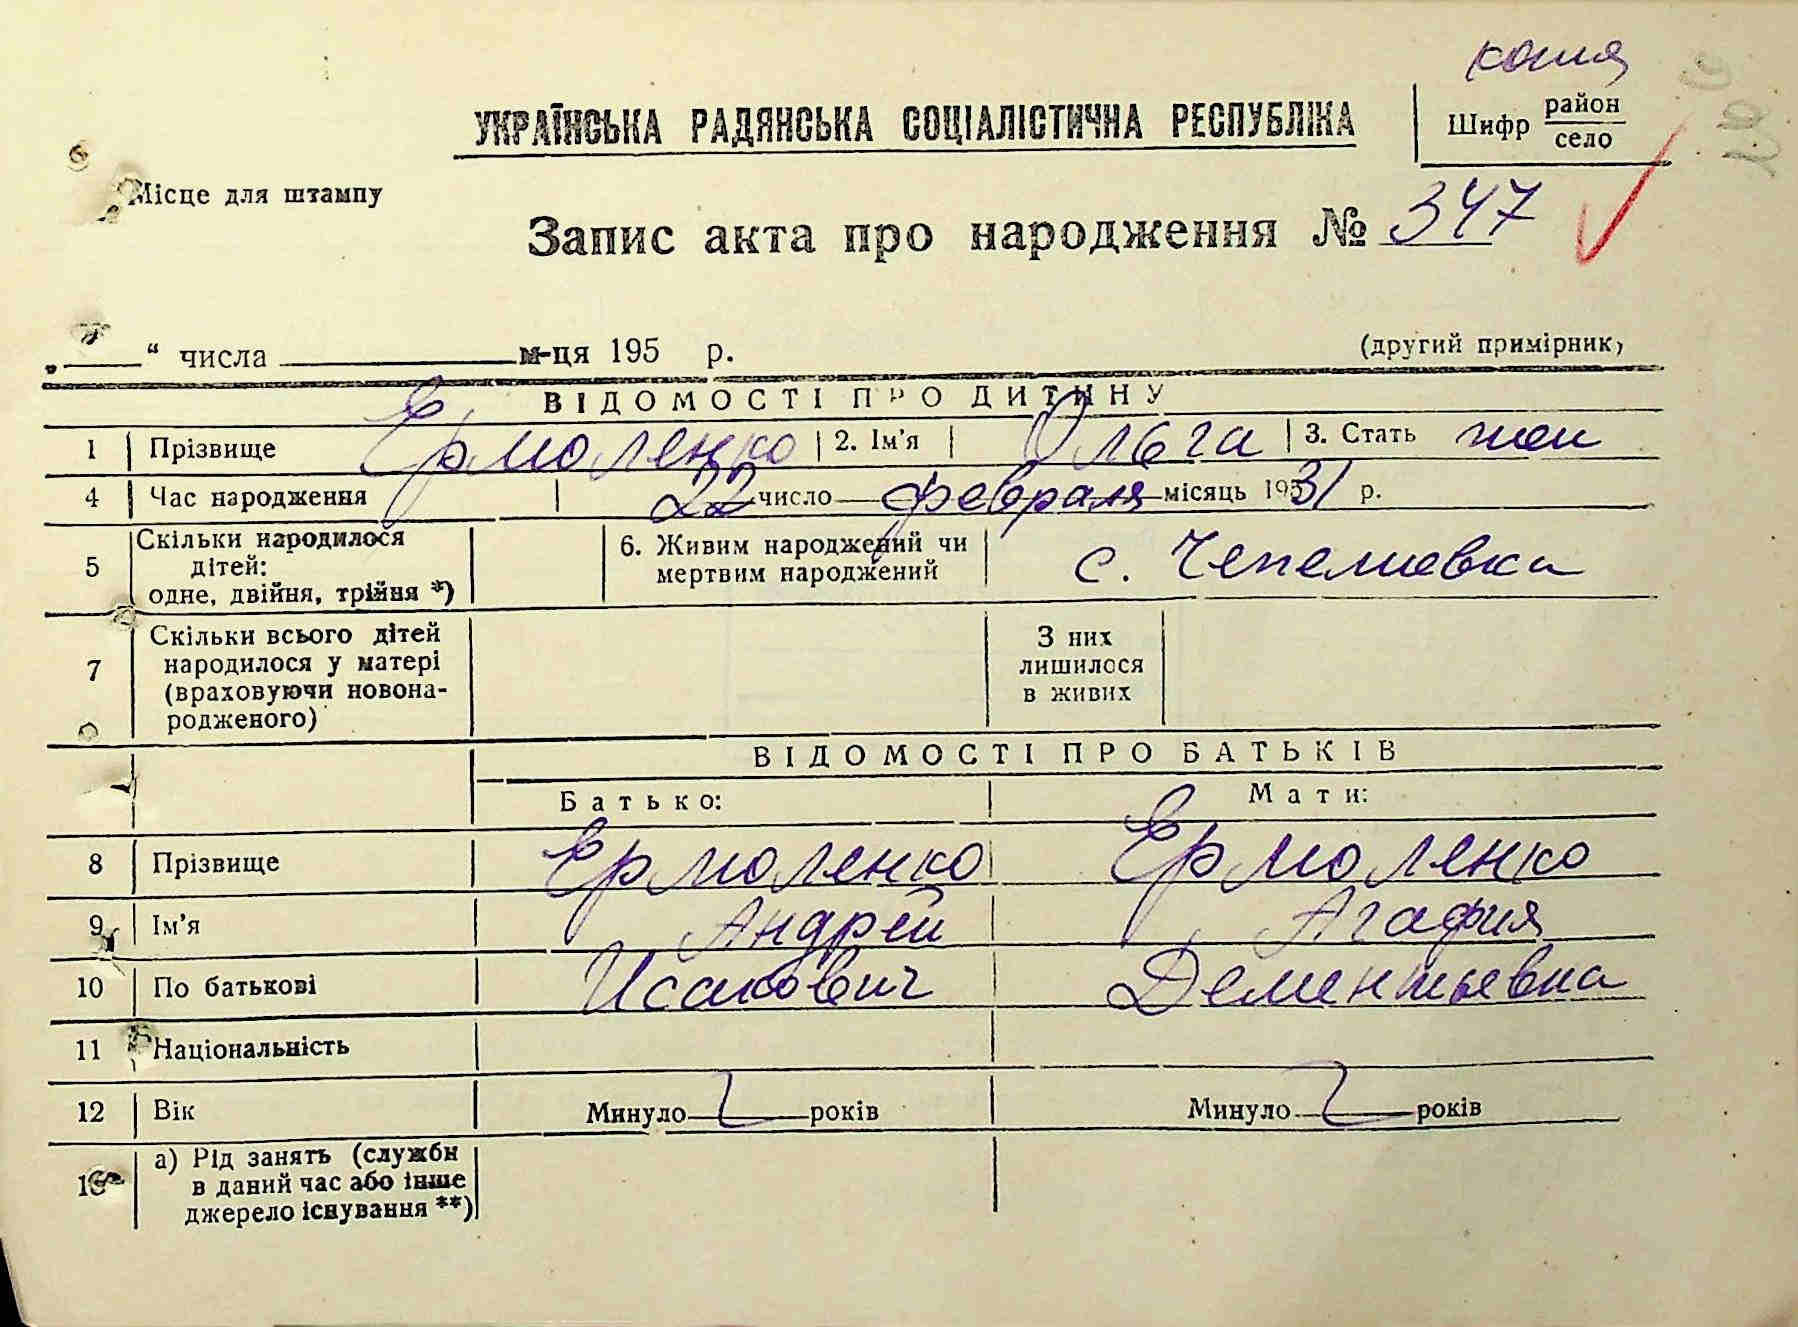 копия
УКРАЇНСЬКА РАДЯНСЬКА СОЦІАЛІСТИЧНА РЕСПУБЛІКА
Шифр район
село
Місце для штампу
Запис акта про народження № 347
„ “ числа м-ця 195 р. (другий примірник)
ВІДОМОСТІ ПРО ДИТИНУ
1 Прізвище Ермоленко 2. Ім'я Ольга 3. Стать жен
4 Час народження 22 число февраля місяць 1931 р.
5 Скільки народилося дітей: одне, двійня, трійня *) 6. Живим народжений чи мертвим народжений с. Чепелиевка
7 Скільки всього дітей народилося у матері (враховуючи новонародженого) З них лишилося в живих
ВІДОМОСТІ ПРО БАТЬКІВ
Батько: Мати:
8 Прізвище Ермоленко Ермоленко
9 Ім'я Андрей Агафия
10 По батькові Исакович Дементьевна
11 Національність
12 Вік Минуло років Минуло років
13 а) Рід занять (служби в даний час або інше джерело існування **)